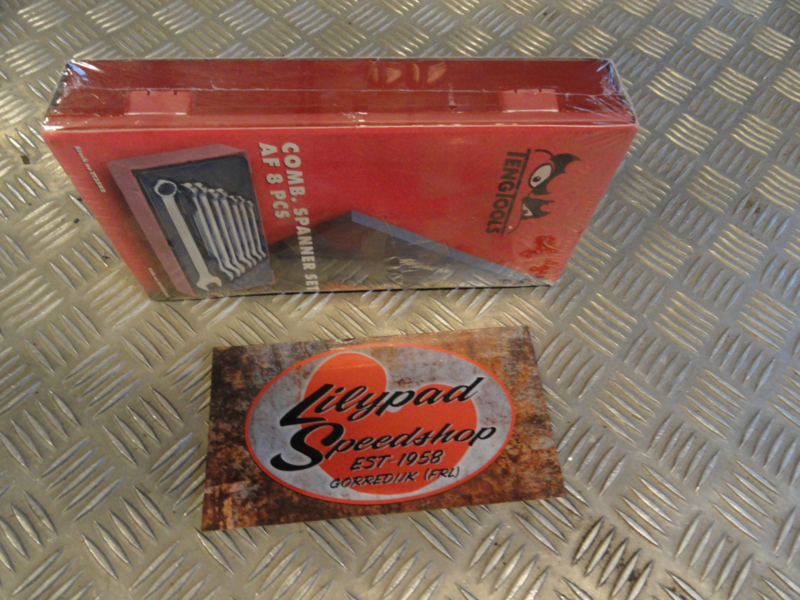 TENGTOOLS
COMB. SPANNER SET
AF 8 PCS
Lilypad
Speedshop
EST-1958
GORREDIJK (FRL)